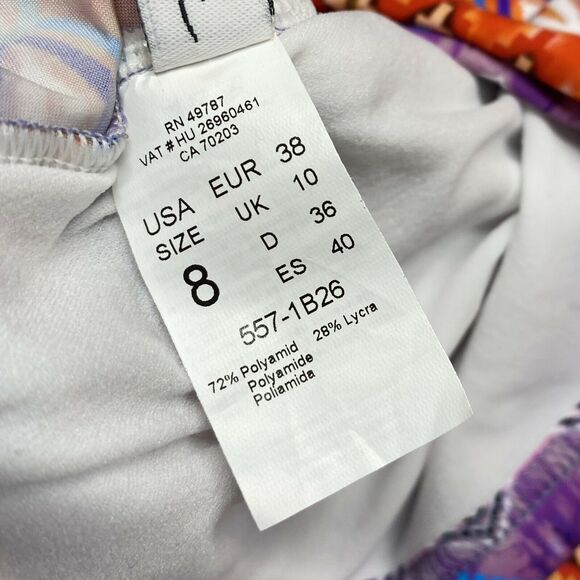 RN 49787
VAT # HU 26960461
CA 70203
USA EUR 38
SIZE UK 10
8 D 36
ES 40
557-1B26
72% Polyamid 28% Lycra
Polyamide
Poliamida